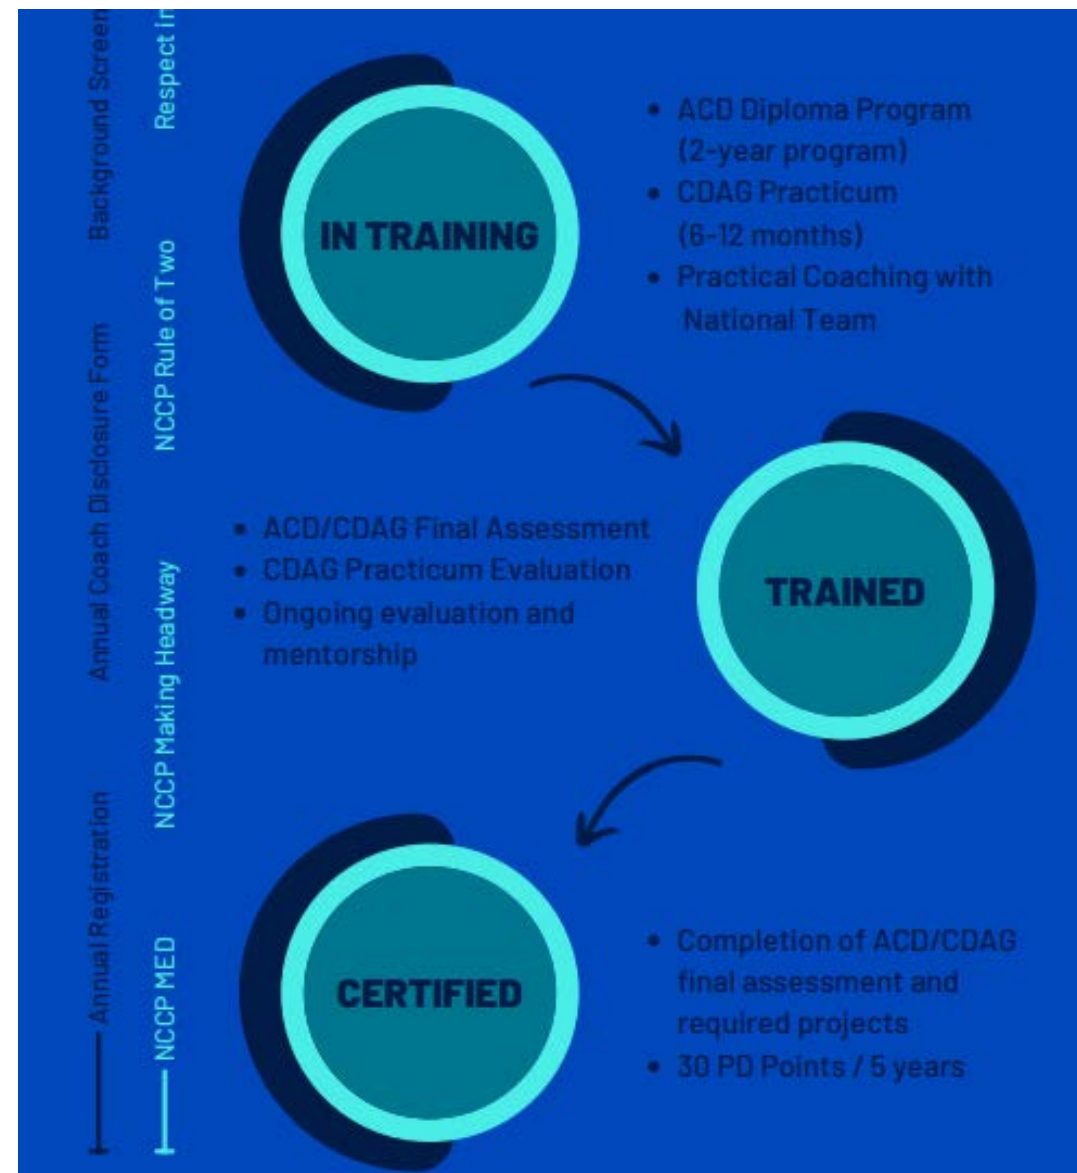 Background Screen
Respect in
NCCP Rule of Two
Annual Coach Disclosure Form
NCCP Making Headway
Annual Registration
NCCP MED
IN TRAINING
• ACD Diploma Program
(2-year program)
• CDAG Practicum
(6-12 months)
• Practical Coaching with
National Team
• ACD/CDAG Final Assessment
• CDAG Practicum Evaluation
• Ongoing evaluation and
mentorship
TRAINED
CERTIFIED
• Completion of ACD/CDAG
final assessment and
required projects
• 30 PD Points / 5 years